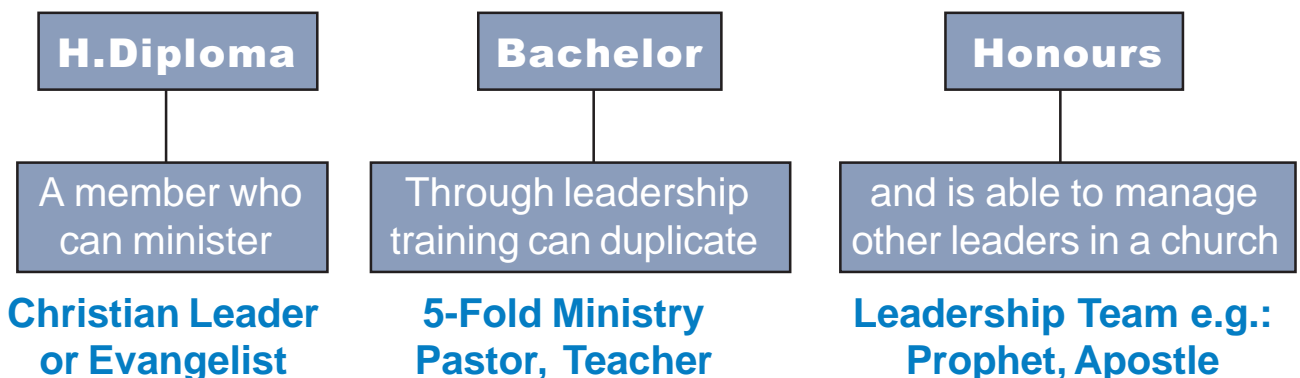 H.Diploma
A member who
can minister
Christian Leader
or Evangelist
Bachelor
Through leadership
training can duplicate
5-Fold Ministry
Pastor, Teacher
Honours
and is able to manage
other leaders in a church
Leadership Team e.g.:
Prophet, Apostle